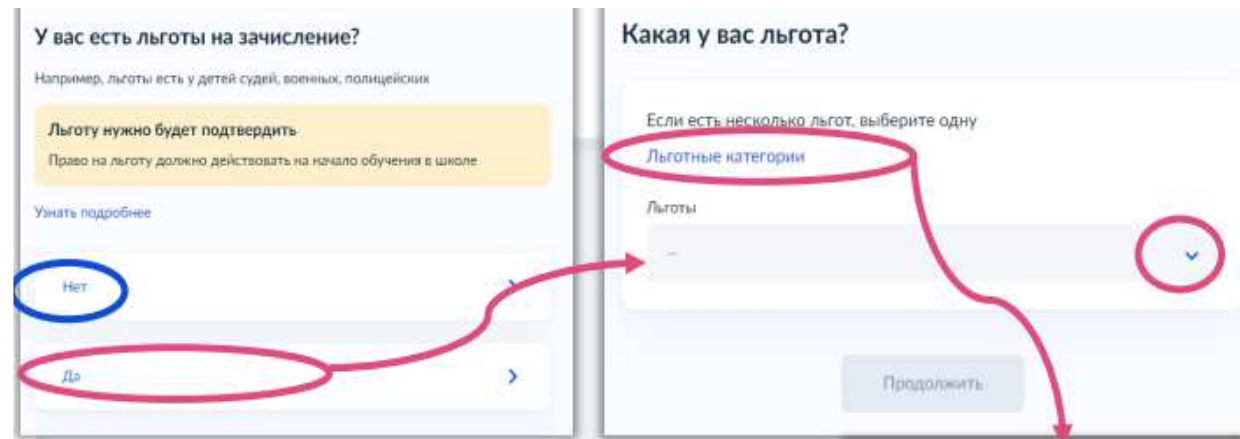 У вас есть льготы на зачисление?
Например, льготы есть у детей судей, военных, полицейских
Льготу нужно будет подтвердить
Право на льготу должно действовать на начало обучения в школе
Узнать подробнее
Нет
Да
Какая у вас льгота?
Если есть несколько льгот, выберите одну
Льготные категории
Льготы
—
Продолжить